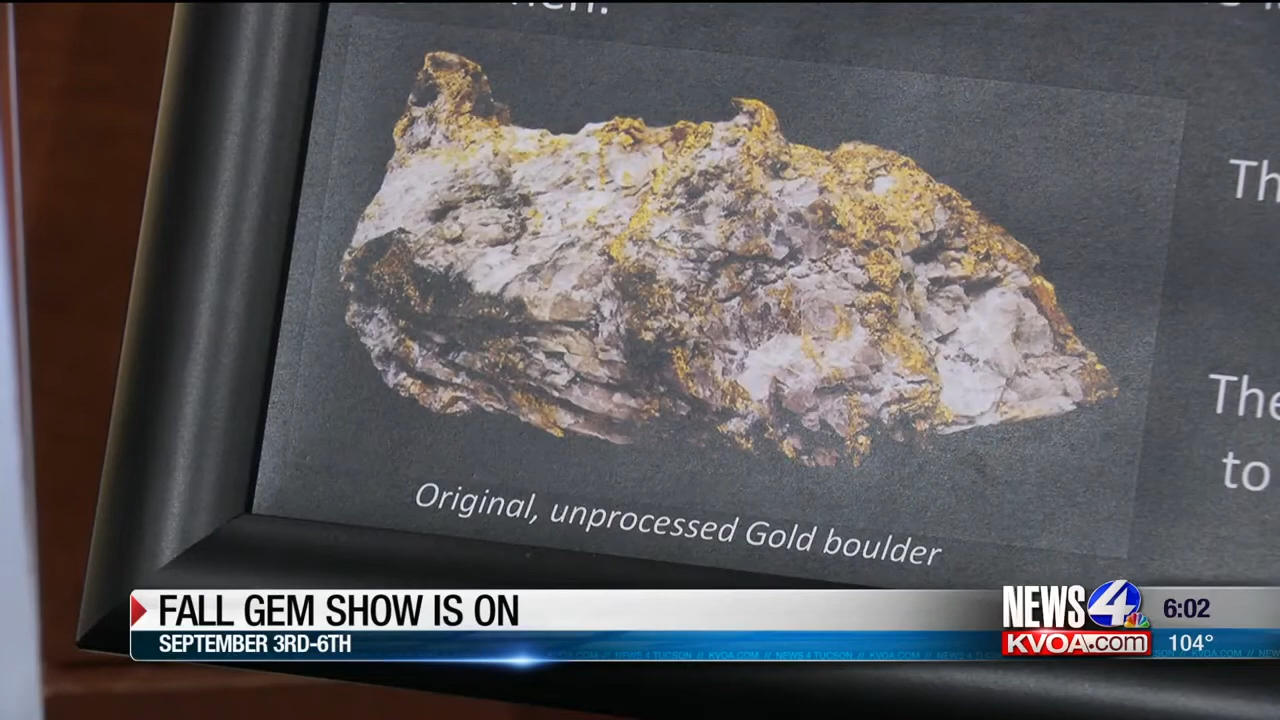 Th
The
to
Original, unprocessed Gold boulder
FALL GEM SHOW IS ON
SEPTEMBER 3RD-6TH
NEWS 4
KVOA.com
6:02
104°